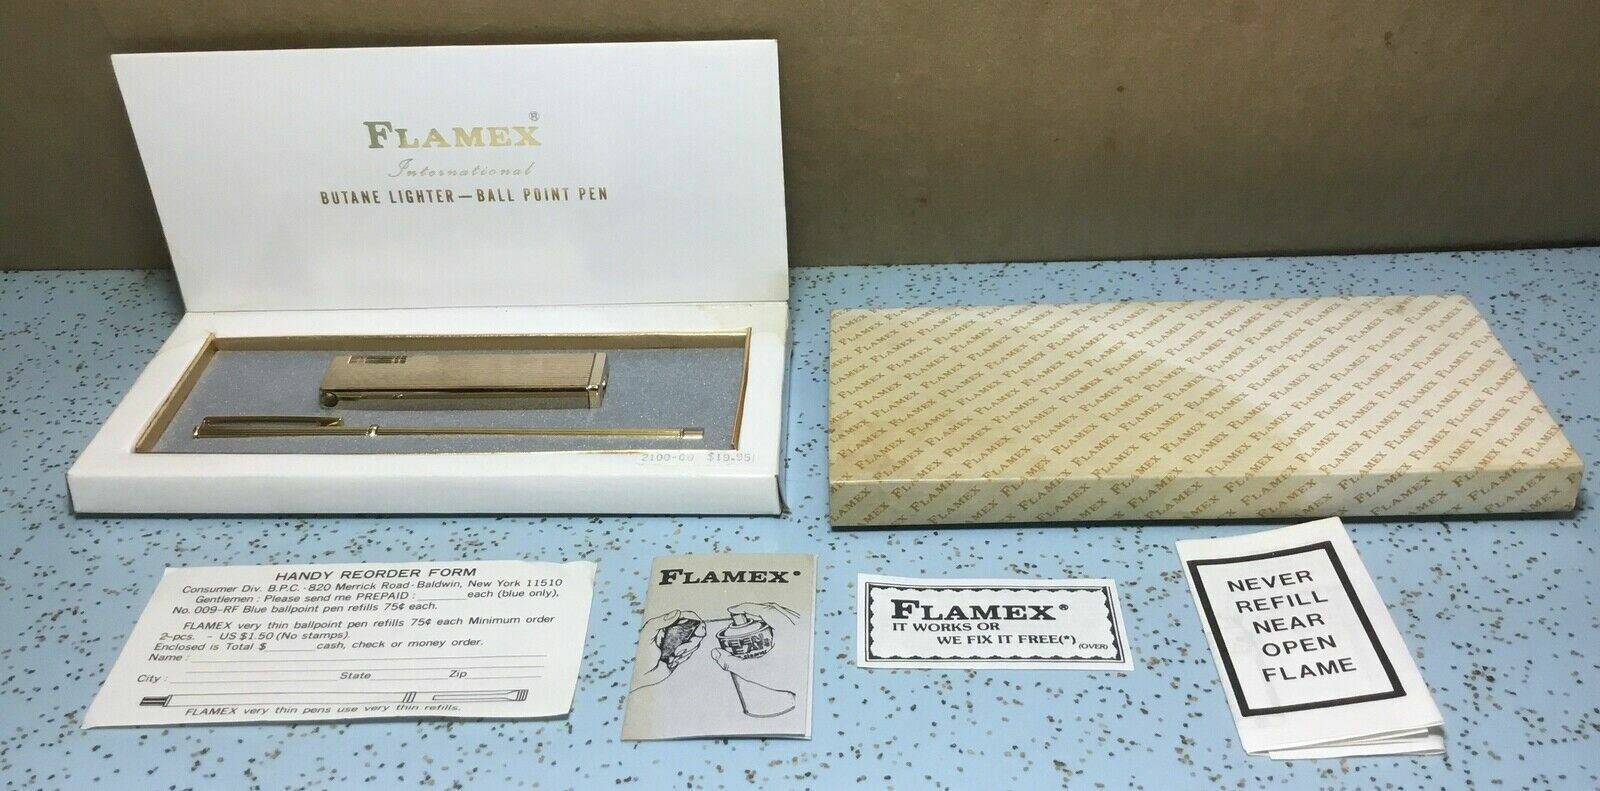 FLAMEX®
International
BUTANE LIGHTER—BALL POINT PEN
2100-00 $19.95
HANDY REORDER FORM
Consumer Div. B.P.C. -820 Merrick Road- Baldwin, New York 11510
Gentlemen : Please send me PREPAID : ______ each (blue only),
No. 009-RF Blue ballpoint pen refills 75¢ each.
FLAMEX very thin ballpoint pen refills 75¢ each Minimum order
2-pcs. - US $1.50 (No stamps).
Enclosed is Total $ ______ cash, check or money order.
Name :
City : State Zip
FLAMEX very thin pens use very thin refills.
FLAMEX®
FLAMEX®
IT WORKS OR
WE FIX IT FREE(*)
(OVER)
NEVER
REFILL
NEAR
OPEN
FLAME